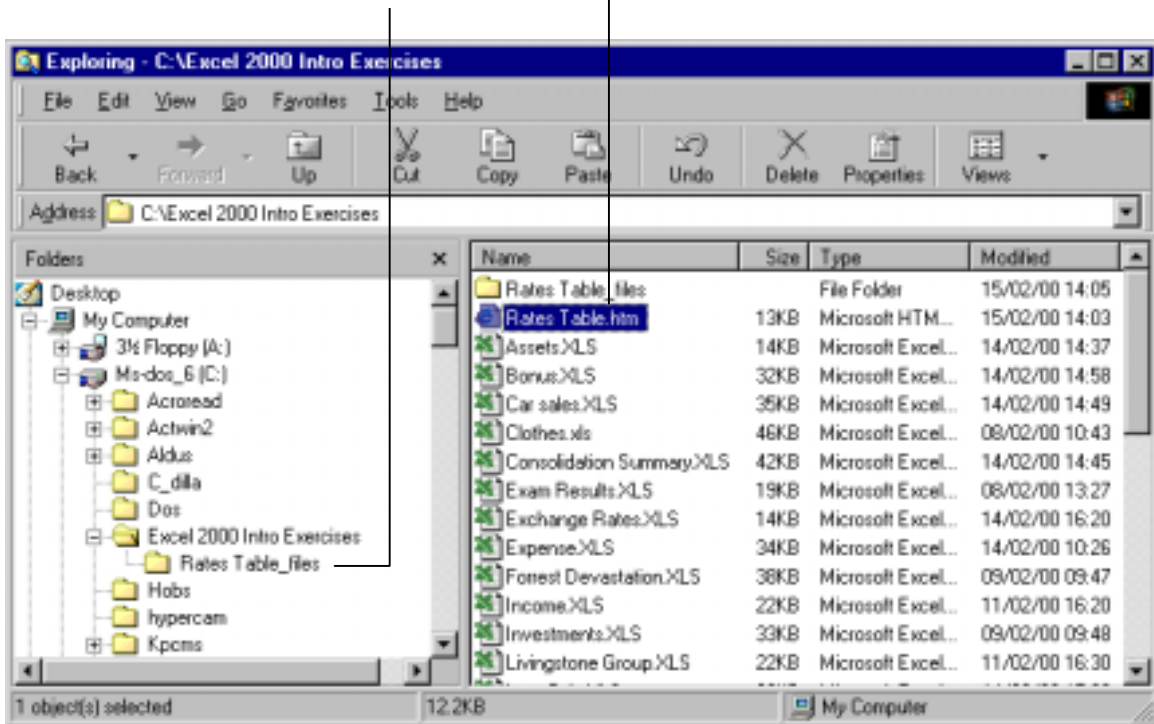 Exploring - C:\Excel 2000 Intro Exercises
File Edit View Go Favorites Tools Help
Back Forward Up Cut Copy Paste Undo Delete Properties Views
Address C:\Excel 2000 Intro Exercises
Folders
Desktop
My Computer
3½ Floppy (A:)
Ms-dos_6 (C:)
Acroread
Actwin2
Aldus
C_dilla
Dos
Excel 2000 Intro Exercises
Rates Table_files
Hobs
hypercam
Kpcms
Name Size Type Modified
Rates Table_files File Folder 15/02/00 14:05
Rates Table.htm 13KB Microsoft HTM... 15/02/00 14:03
Assets.XLS 14KB Microsoft Excel... 14/02/00 14:37
Bonus.XLS 32KB Microsoft Excel... 14/02/00 14:58
Car sales.XLS 35KB Microsoft Excel... 14/02/00 14:49
Clothes.xls 46KB Microsoft Excel... 08/02/00 10:43
Consolidation Summary.XLS 42KB Microsoft Excel... 14/02/00 14:45
Exam Results.XLS 19KB Microsoft Excel... 08/02/00 13:27
Exchange Rates.XLS 14KB Microsoft Excel... 14/02/00 16:20
Expense.XLS 34KB Microsoft Excel... 14/02/00 10:26
Forrest Devastation.XLS 38KB Microsoft Excel... 09/02/00 09:47
Income.XLS 22KB Microsoft Excel... 11/02/00 16:20
Investments.XLS 33KB Microsoft Excel... 09/02/00 09:48
Livingstone Group.XLS 22KB Microsoft Excel... 11/02/00 16:30
1 object(s) selected 12.2KB My Computer